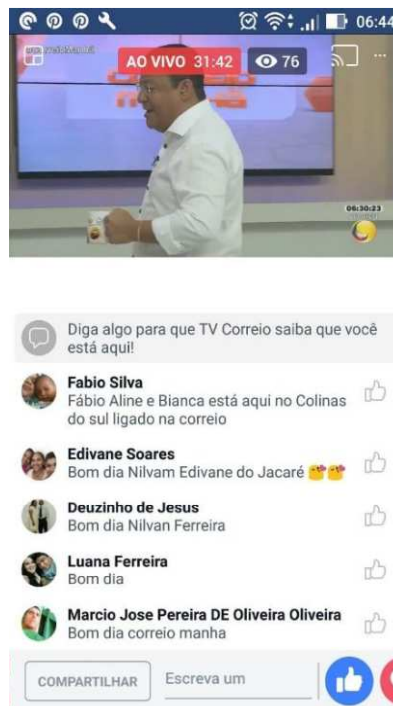 06:44
AO VIVO 31:42 76
06:30:23
Diga algo para que TV Correio saiba que você
está aqui!
Fabio Silva
Fábio Aline e Bianca está aqui no Colinas
do sul ligado na correio
Edivane Soares
Bom dia Nilvam Edivane do Jacaré
Deuzinho de Jesus
Bom dia Nilvan Ferreira
Luana Ferreira
Bom dia
Marcio Jose Pereira DE Oliveira Oliveira
Bom dia correio manha
COMPARTILHAR
Escreva um